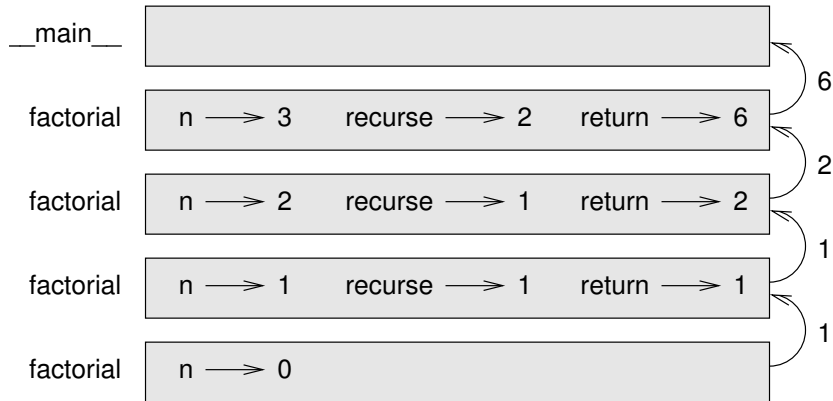 __main__
6
factorial n 3 recurse 2 return 6
2
factorial n 2 recurse 1 return 2
1
factorial n 1 recurse 1 return 1
1
factorial n 0